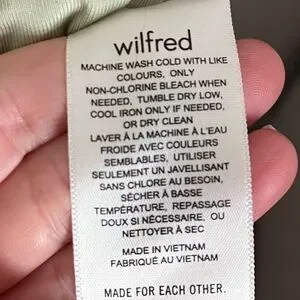 wilfred
MACHINE WASH COLD WITH LIKE
COLOURS, ONLY
NON-CHLORINE BLEACH WHEN
NEEDED, TUMBLE DRY LOW,
COOL IRON ONLY IF NEEDED,
OR DRY CLEAN
LAVER À LA MACHINE À L'EAU
FROIDE AVEC COULEURS
SEMBLABLES, UTILISER
SEULEMENT UN JAVELLISANT
SANS CHLORE AU BESOIN,
SÉCHER À BASSE
TEMPÉRATURE, REPASSAGE
DOUX SI NÉCESSAIRE, OU
NETTOYER À SEC
MADE IN VIETNAM
FABRIQUÉ AU VIETNAM
MADE FOR EACH OTHER.